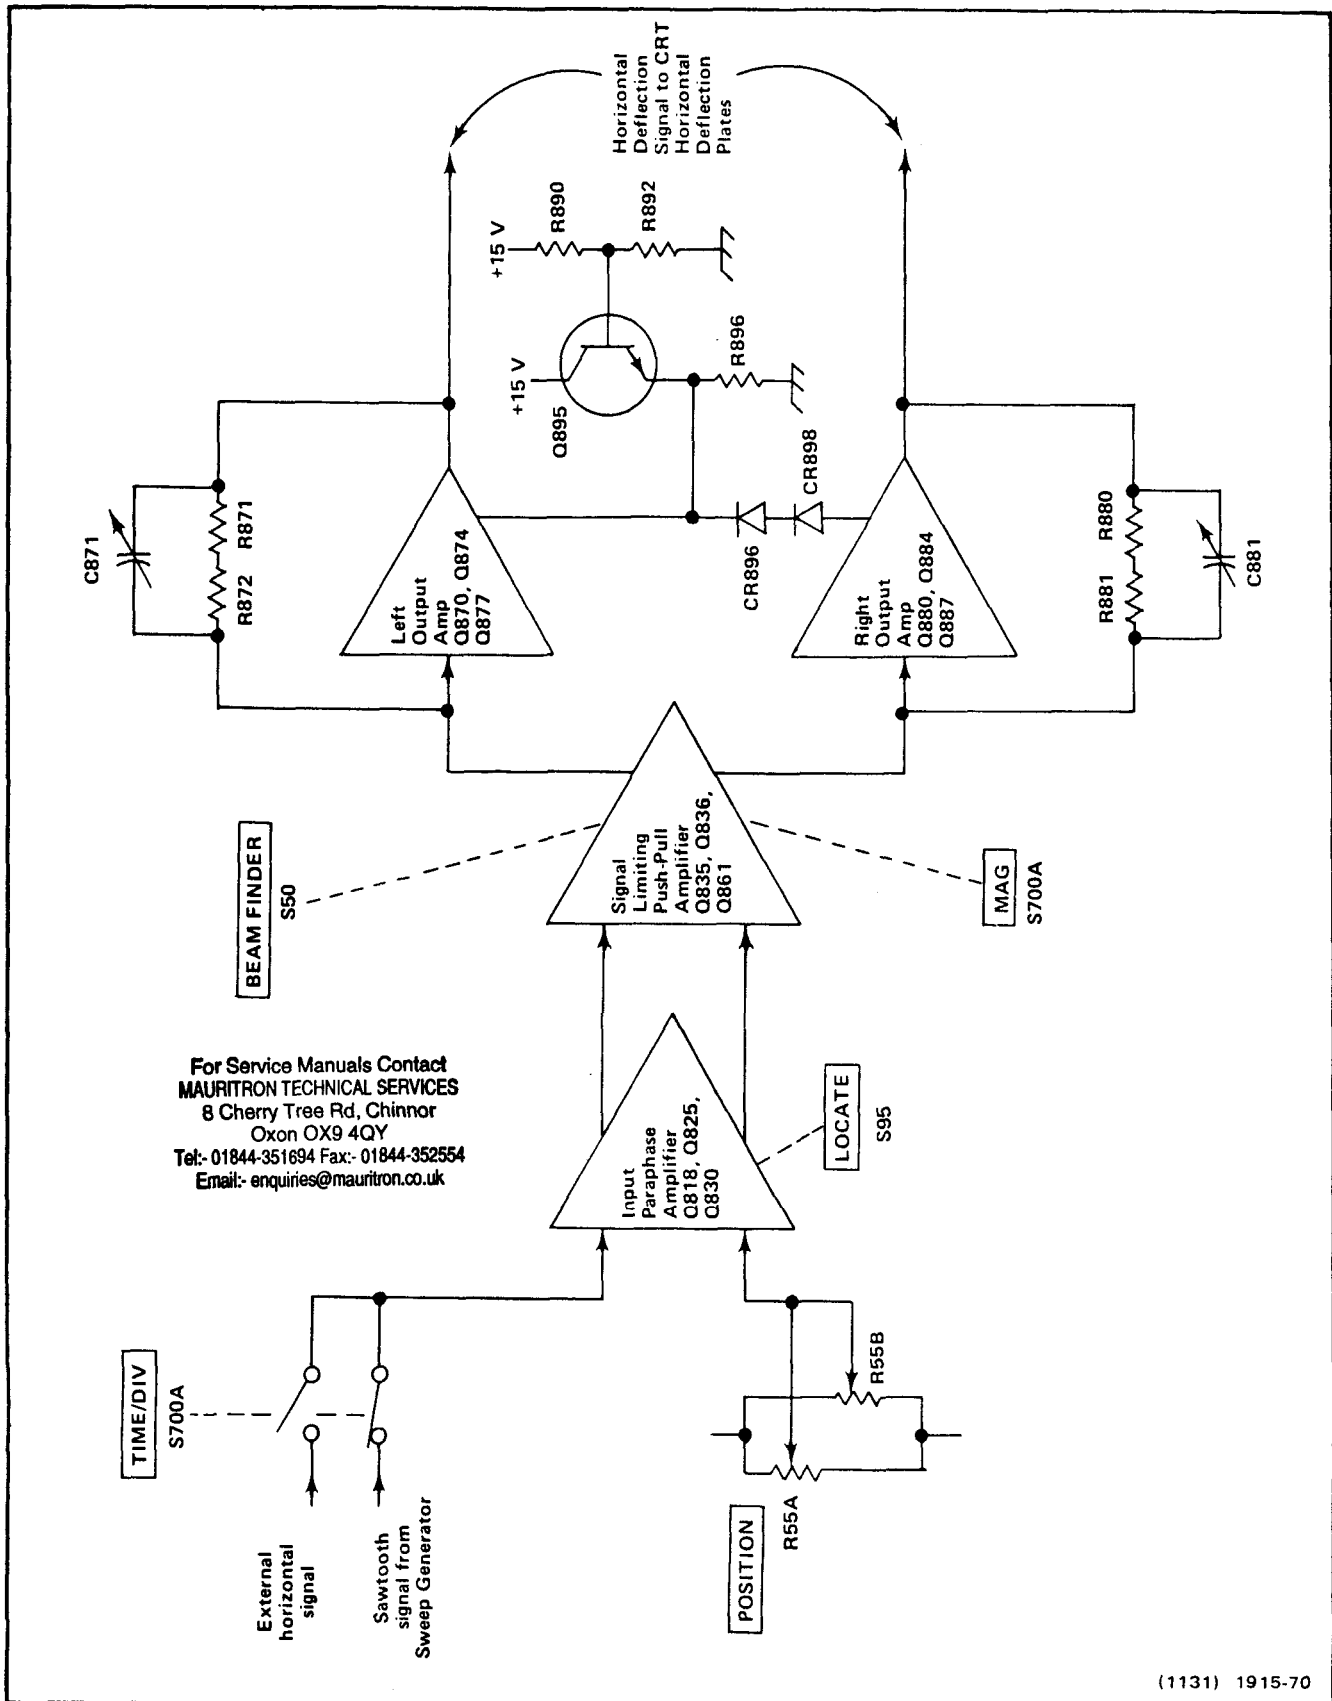 Horizontal
Deflection
Signal to CRT
Horizontal
Deflection
Plates
+15 V
R890
R892
+15 V
Q895
R896
CR896
CR898
C871
R872
R871
Left
Output
Amp
Q870, Q874
Q877
Right
Output
Amp
Q880, Q884
Q887
R881
R880
C881
BEAM FINDER
S50
Signal
Limiting
Push-Pull
Amplifier
Q835, Q836,
Q861
MAG
S700A
For Service Manuals Contact
MAURITRON TECHNICAL SERVICES
8 Cherry Tree Rd, Chinnor
Oxon OX9 4QY
Tel:- 01844-351694 Fax:- 01844-352554
Email:- enquiries@mauritron.co.uk
Input
Paraphase
Amplifier
Q818, Q825,
Q830
LOCATE
S95
TIME/DIV
S700A
External
horizontal
signal
Sawtooth
signal from
Sweep Generator
POSITION
R55A
R55B
(1131) 1915-70